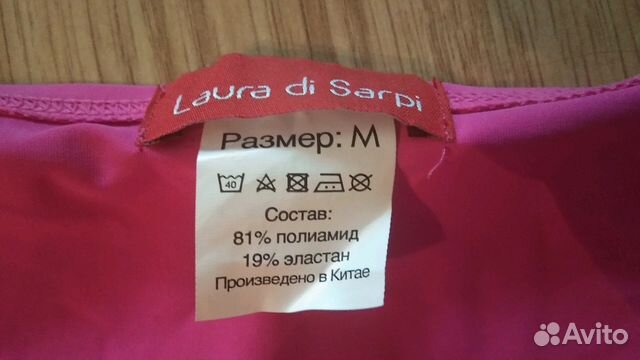 Laura di Sarpi
Размер: M
40
Состав:
81% полиамид
19% эластан
Произведено в Китае
Avito